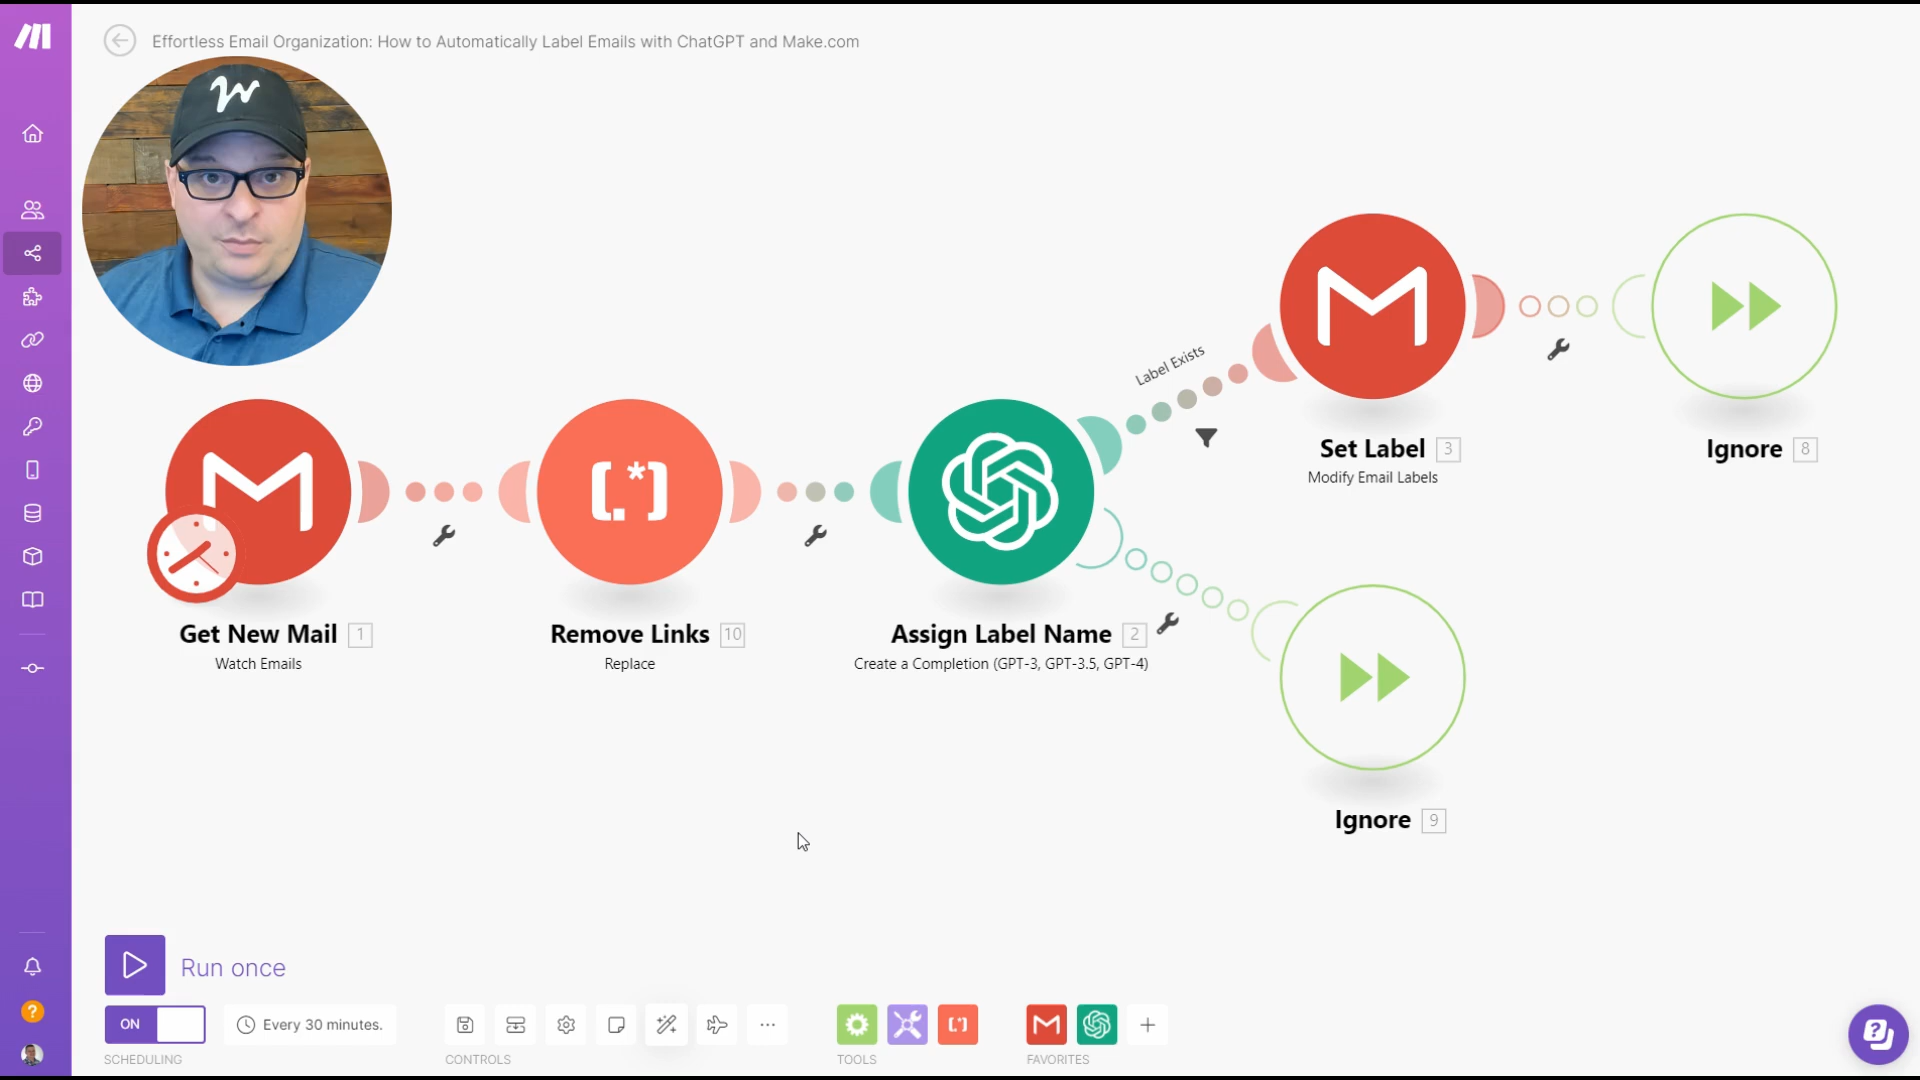 Effortless Email Organization: How to Automatically Label Emails with ChatGPT and Make.com
W
Label Exists
Set Label 3
Modify Email Labels
Ignore 8
[.*]
Get New Mail 1
Watch Emails
Remove Links 10
Replace
Assign Label Name 2
Create a Completion (GPT-3, GPT-3.5, GPT-4)
Ignore 9
Run once
ON
Every 30 minutes.
SCHEDULING
CONTROLS
TOOLS
FAVORITES